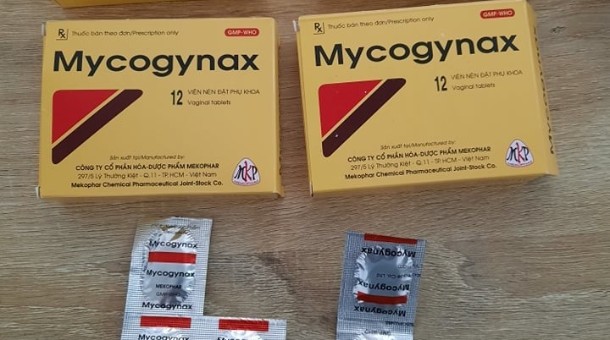 Rx Thuốc bán theo đơn/Prescription only
GMP-WHO
Mycogynax
12 VIÊN NÉN ĐẶT PHỤ KHOA
Vaginal tablets
Sản xuất tại/Manufactured by:
CÔNG TY CỔ PHẦN HÓA-DƯỢC PHẨM MEKOPHAR
297/5 Lý Thường Kiệt - Q.11 - TP.HCM - Việt Nam
Mekophar Chemical Pharmaceutical Joint-Stock Co.
MKP
Rx Thuốc bán theo đơn/Prescription only
GMP-WHO
Mycogynax
12 VIÊN NÉN ĐẶT PHỤ KHOA
Vaginal tablets
Sản xuất tại/Manufactured by:
CÔNG TY CỔ PHẦN HÓA-DƯỢC PHẨM MEKOPHAR
297/5 Lý Thường Kiệt - Q.11 - TP.HCM - Việt Nam
Mekophar Chemical Pharmaceutical Joint-Stock Co.
MKP
Mycogynax
Mycogynax
MEKOPHAR
Mycogynax
Mycogynax